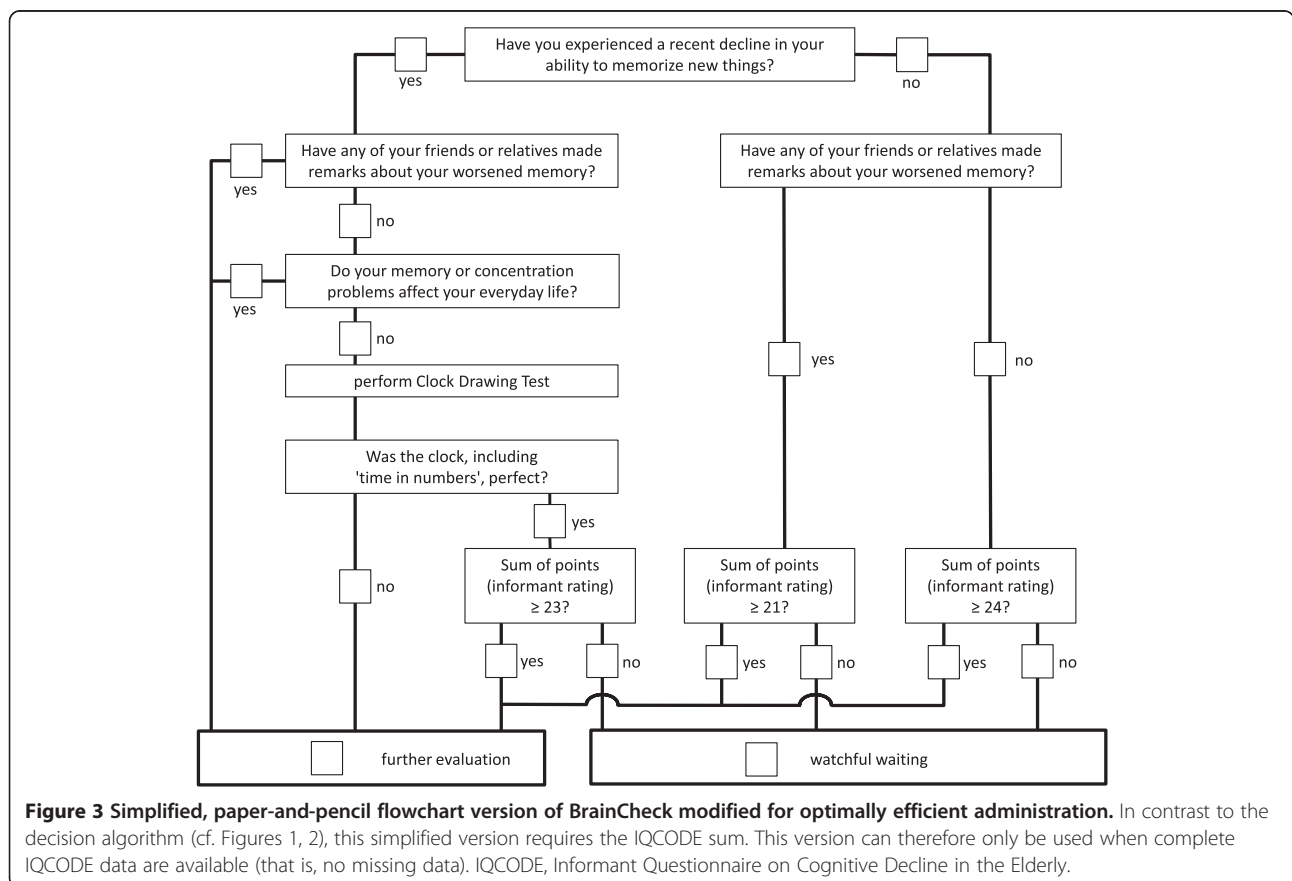 Have you experienced a recent decline in your
ability to memorize new things?
yes
no
Have any of your friends or relatives made
remarks about your worsened memory?
yes
no
Have any of your friends or relatives made
remarks about your worsened memory?
Do your memory or concentration
problems affect your everyday life?
yes
no
yes
no
perform Clock Drawing Test
Was the clock, including
'time in numbers', perfect?
yes
no
Sum of points
(informant rating)
≥ 23?
Sum of points
(informant rating)
≥ 21?
Sum of points
(informant rating)
≥ 24?
yes
no
yes
no
yes
no
further evaluation
watchful waiting
Figure 3 Simplified, paper-and-pencil flowchart version of BrainCheck modified for optimally efficient administration. In contrast to the
decision algorithm (cf. Figures 1, 2), this simplified version requires the IQCODE sum. This version can therefore only be used when complete
IQCODE data are available (that is, no missing data). IQCODE, Informant Questionnaire on Cognitive Decline in the Elderly.